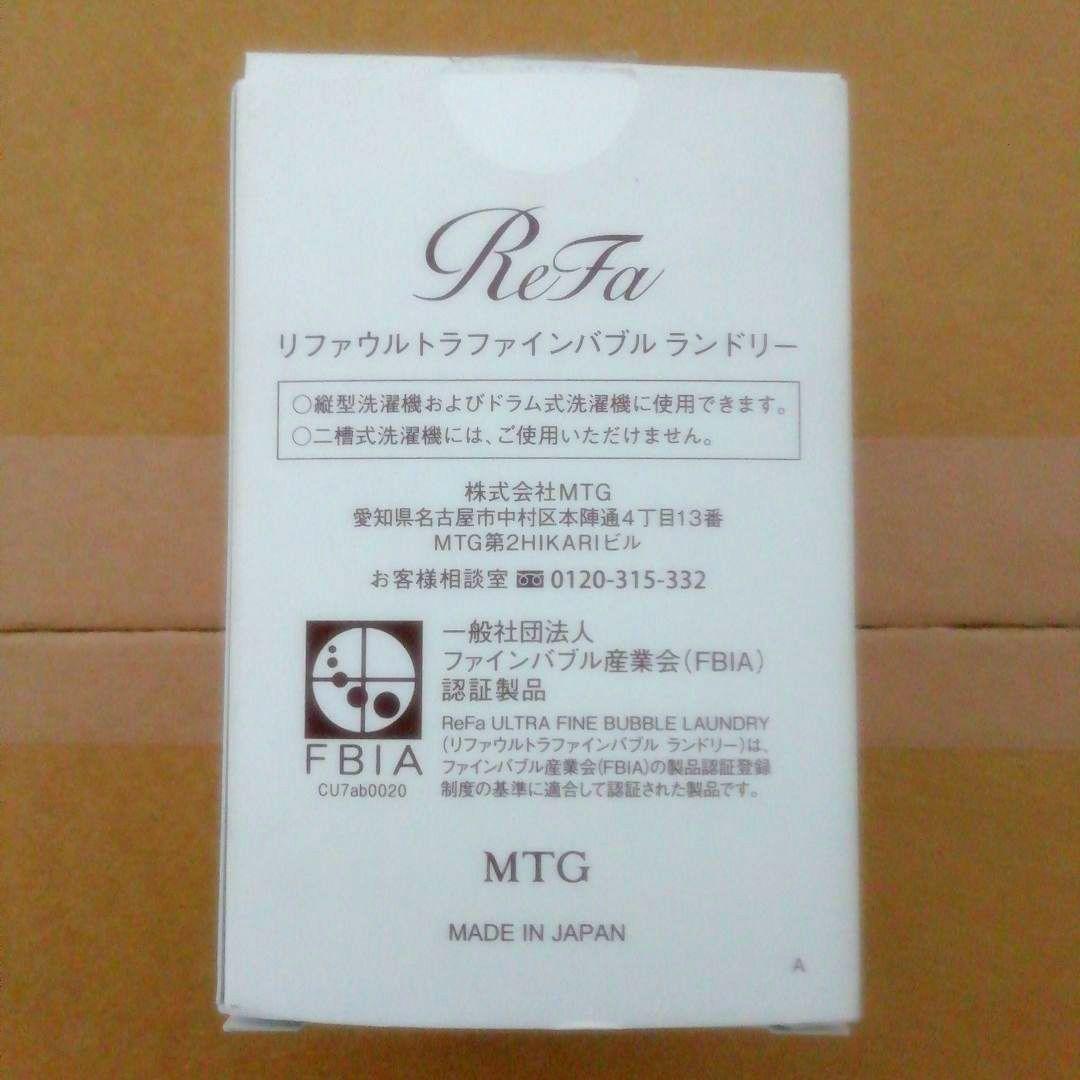 ReFa
リファウルトラファインバブル ランドリー
○縦型洗濯機およびドラム式洗濯機に使用できます。
○二槽式洗濯機には、ご使用いただけません。
株式会社MTG
愛知県名古屋市中村区本陣通4丁目13番
MTG第2HIKARIビル
お客様相談室 0120-315-332
一般社団法人
ファインバブル産業会(FBIA)
認証製品
ReFa ULTRA FINE BUBBLE LAUNDRY
(リファウルトラファインバブル ランドリー)は、
ファインバブル産業会(FBIA)の製品認証登録
制度の基準に適合して認証された製品です。
FBIA
CU7ab0020
MTG
MADE IN JAPAN
A